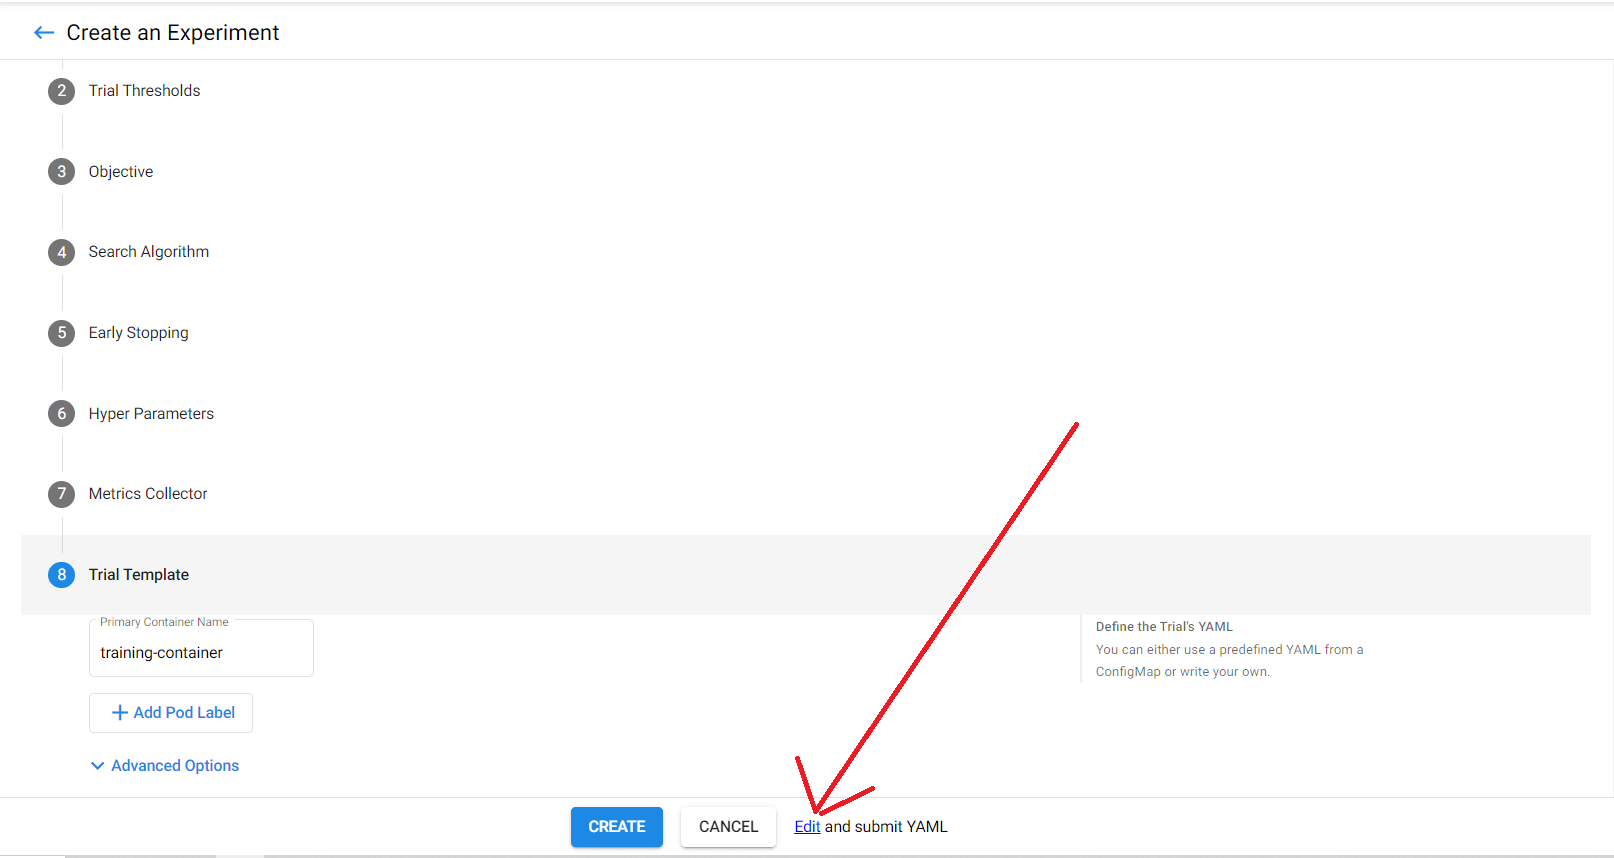 Create an Experiment
2 Trial Thresholds
3 Objective
4 Search Algorithm
5 Early Stopping
6 Hyper Parameters
7 Metrics Collector
8 Trial Template
Primary Container Name
training-container
Add Pod Label
Advanced Options
Define the Trial's YAML
You can either use a predefined YAML from a
ConfigMap or write your own.
CREATE CANCEL Edit and submit YAML